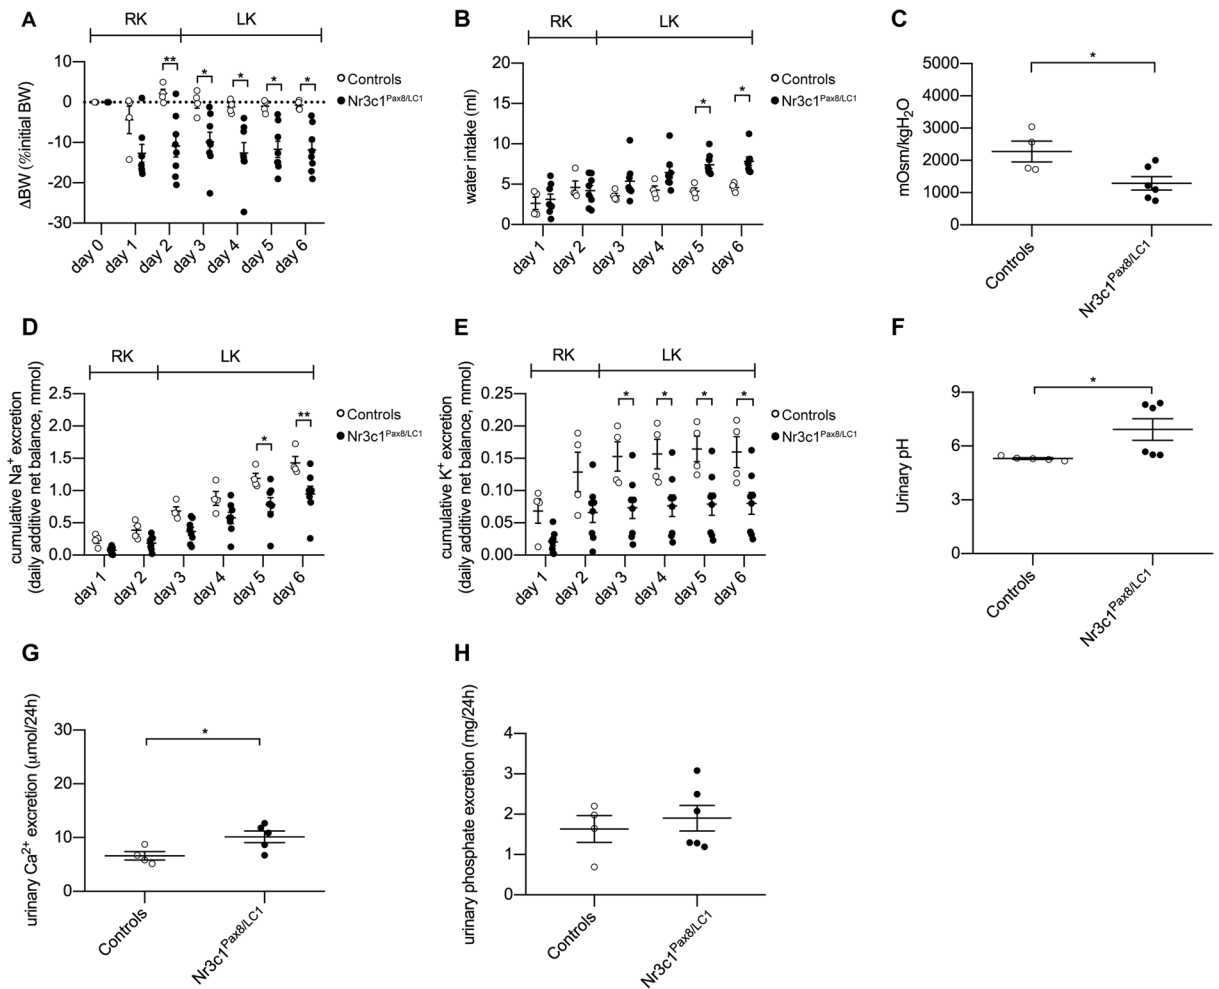 A
RK
LK
ΔBW (%initial BW)
10
0
-10
-20
-30
**
*
*
*
*
day 0
day 1
day 2
day 3
day 4
day 5
day 6
Controls
Nr3c1Pax8/LC1
B
RK
LK
water intake (ml)
20
15
10
5
0
*
*
day 1
day 2
day 3
day 4
day 5
day 6
Controls
Nr3c1Pax8/LC1
C
mOsm/kgH2O
5000
4000
3000
2000
1000
0
*
Controls
Nr3c1Pax8/LC1
D
RK
LK
cumulative Na+ excretion
(daily additive net balance, mmol)
2.5
2.0
1.5
1.0
0.5
0.0
*
**
day 1
day 2
day 3
day 4
day 5
day 6
Controls
Nr3c1Pax8/LC1
E
RK
LK
cumulative K+ excretion
(daily additive net balance, mmol)
0.25
0.20
0.15
0.10
0.05
0.00
*
*
*
*
day 1
day 2
day 3
day 4
day 5
day 6
Controls
Nr3c1Pax8/LC1
F
Urinary pH
9
6
3
0
*
Controls
Nr3c1Pax8/LC1
G
urinary Ca2+ excretion (μmol/24h)
30
20
10
0
*
Controls
Nr3c1Pax8/LC1
H
urinary phosphate excretion (mg/24h)
4
3
2
1
0
Controls
Nr3c1Pax8/LC1